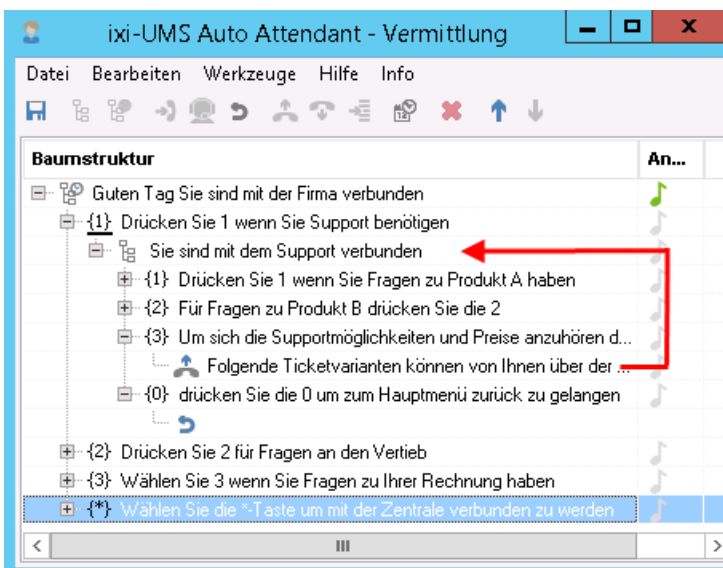 ixi-UMS Auto Attendant - Vermittlung
Datei Bearbeiten Werkzeuge Hilfe Info
12
Baumstruktur An...
Guten Tag Sie sind mit der Firma verbunden
{1} Drücken Sie 1 wenn Sie Support benötigen
Sie sind mit dem Support verbunden
{1} Drücken Sie 1 wenn Sie Fragen zu Produkt A haben
{2} Für Fragen zu Produkt B drücken Sie die 2
{3} Um sich die Supportmöglichkeiten und Preise anzuhören d...
Folgende Ticketvarianten können von Ihnen über der ...
{0} drücken Sie die 0 um zum Hauptmenü zurück zu gelangen
{2} Drücken Sie 2 für Fragen an den Vertieb
{3} Wählen Sie 3 wenn Sie Fragen zu Ihrer Rechnung haben
{*} Wählen Sie die *-Taste um mit der Zentrale verbunden zu werden